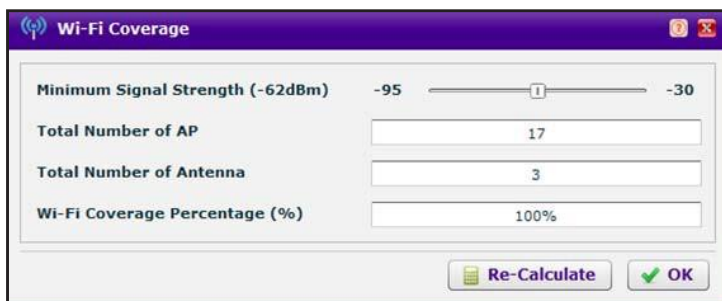 Wi-Fi Coverage
Minimum Signal Strength (-62dBm) -95 -30
Total Number of AP 17
Total Number of Antenna 3
Wi-Fi Coverage Percentage (%) 100%
Re-Calculate OK